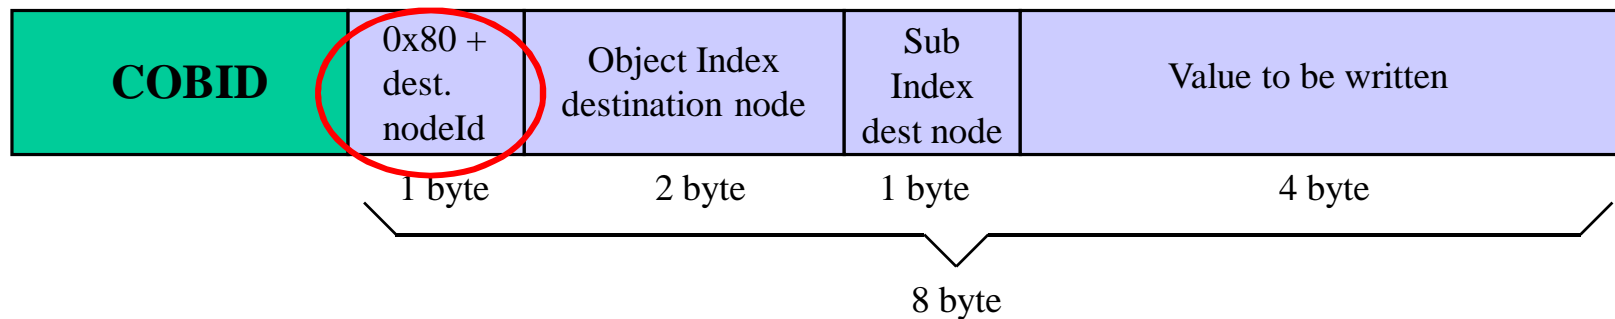 COBID
0x80 +
dest.
nodeId
Object Index
destination node
Sub
Index
dest node
Value to be written
1 byte
2 byte
1 byte
4 byte
8 byte